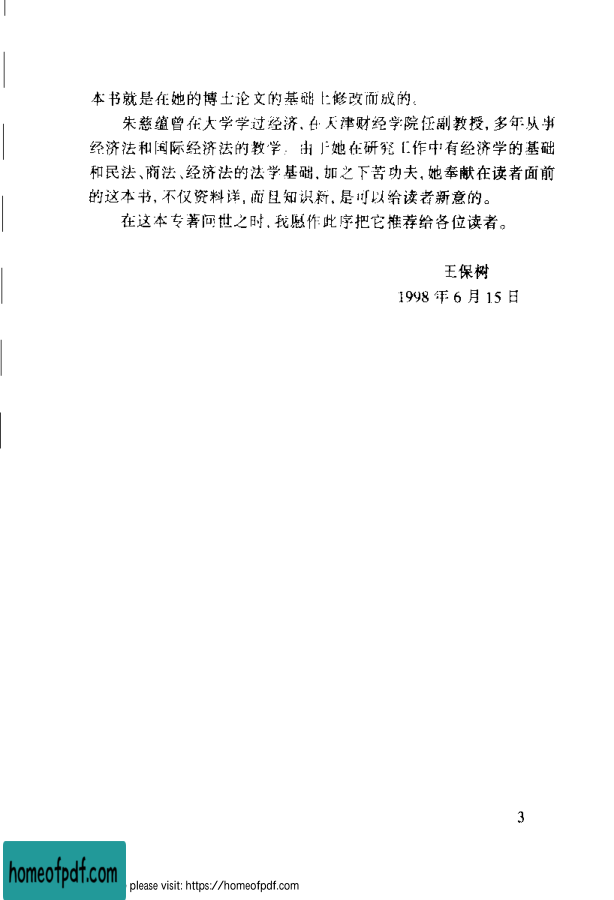 本书就是在她的博士论文的基础上修改而成的。
朱慈蕴曾在大学学过经济,在天津财经学院任副教授,多年从事
经济法和国际经济法的教学。由于她在研究工作中有经济学的基础
和民法、商法、经济法的法学基础,加之下苦功夫,她奉献在读者面前
的这本书,不仅资料详,而且知识新,是可以给读者新意的。
在这本专著问世之时,我愿作此序把它推荐给各位读者。
王保树
1998 年 6 月 15 日
3
homeofpdf.com
please visit: https://homeofpdf.com